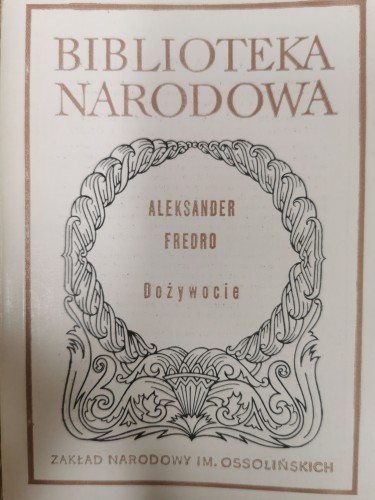 BIBLIOTEKA
NARODOWA
ALEKSANDER
FREDRO
Dożywocie
ZAKŁAD NARODOWY IM. OSSOLIŃSKICH